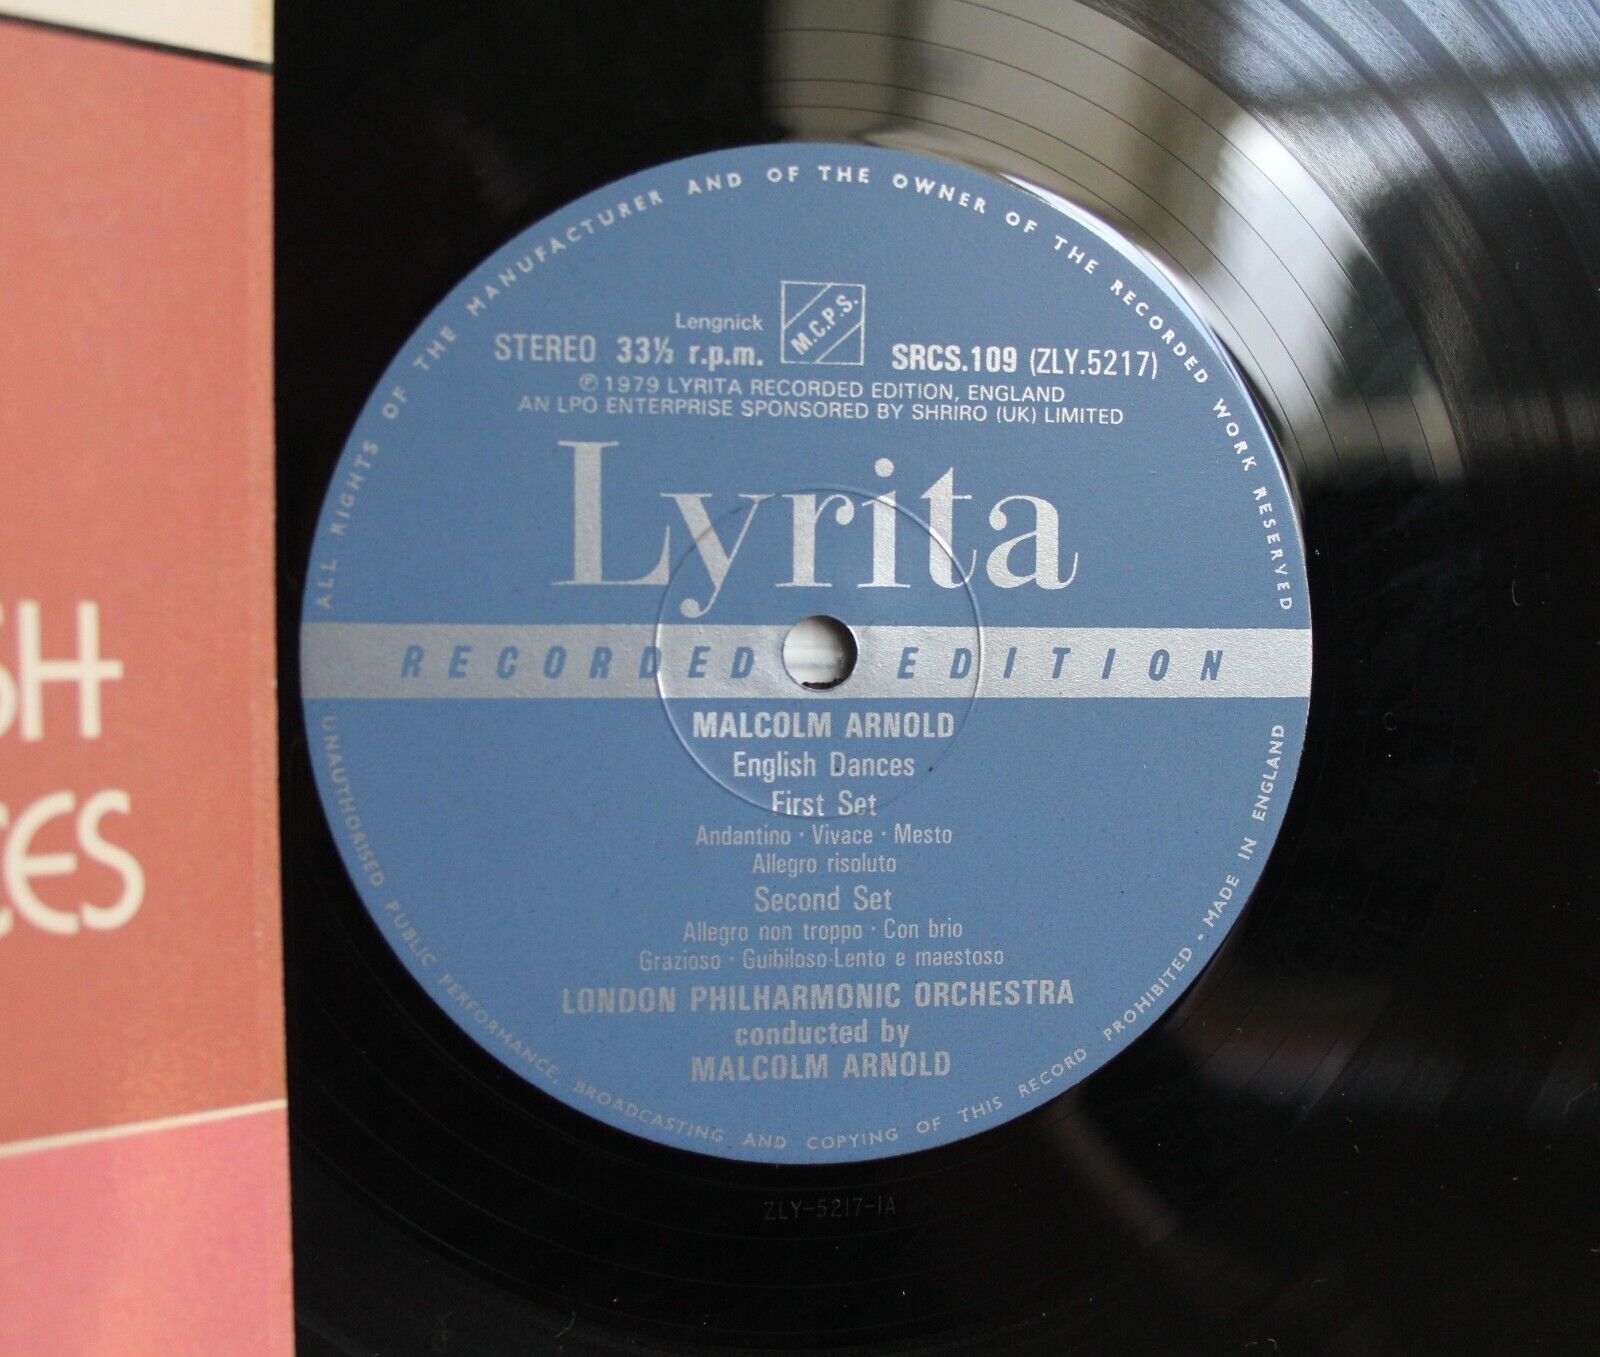 ALL RIGHTS OF THE MANUFACTURER AND OF THE OWNER OF THE RECORDED WORK RESERVED
Lengnick
M.C.P.S.
STEREO 33⅓ r.p.m.
SRCS.109 (ZLY.5217)
℗ 1979 LYRITA RECORDED EDITION, ENGLAND
AN LPO ENTERPRISE SPONSORED BY SHRIRO (UK) LIMITED
Lyrita
RECORDED EDITION
MALCOLM ARNOLD
English Dances
First Set
Andantino · Vivace · Mesto
Allegro risoluto
Second Set
Allegro non troppo · Con brio
Grazioso · Guibiloso-Lento e maestoso
LONDON PHILHARMONIC ORCHESTRA
conducted by
MALCOLM ARNOLD
UNAUTHORISED PUBLIC PERFORMANCE, BROADCASTING AND COPYING OF THIS RECORD PROHIBITED · MADE IN ENGLAND
ZLY-5217-1A
SH
CES